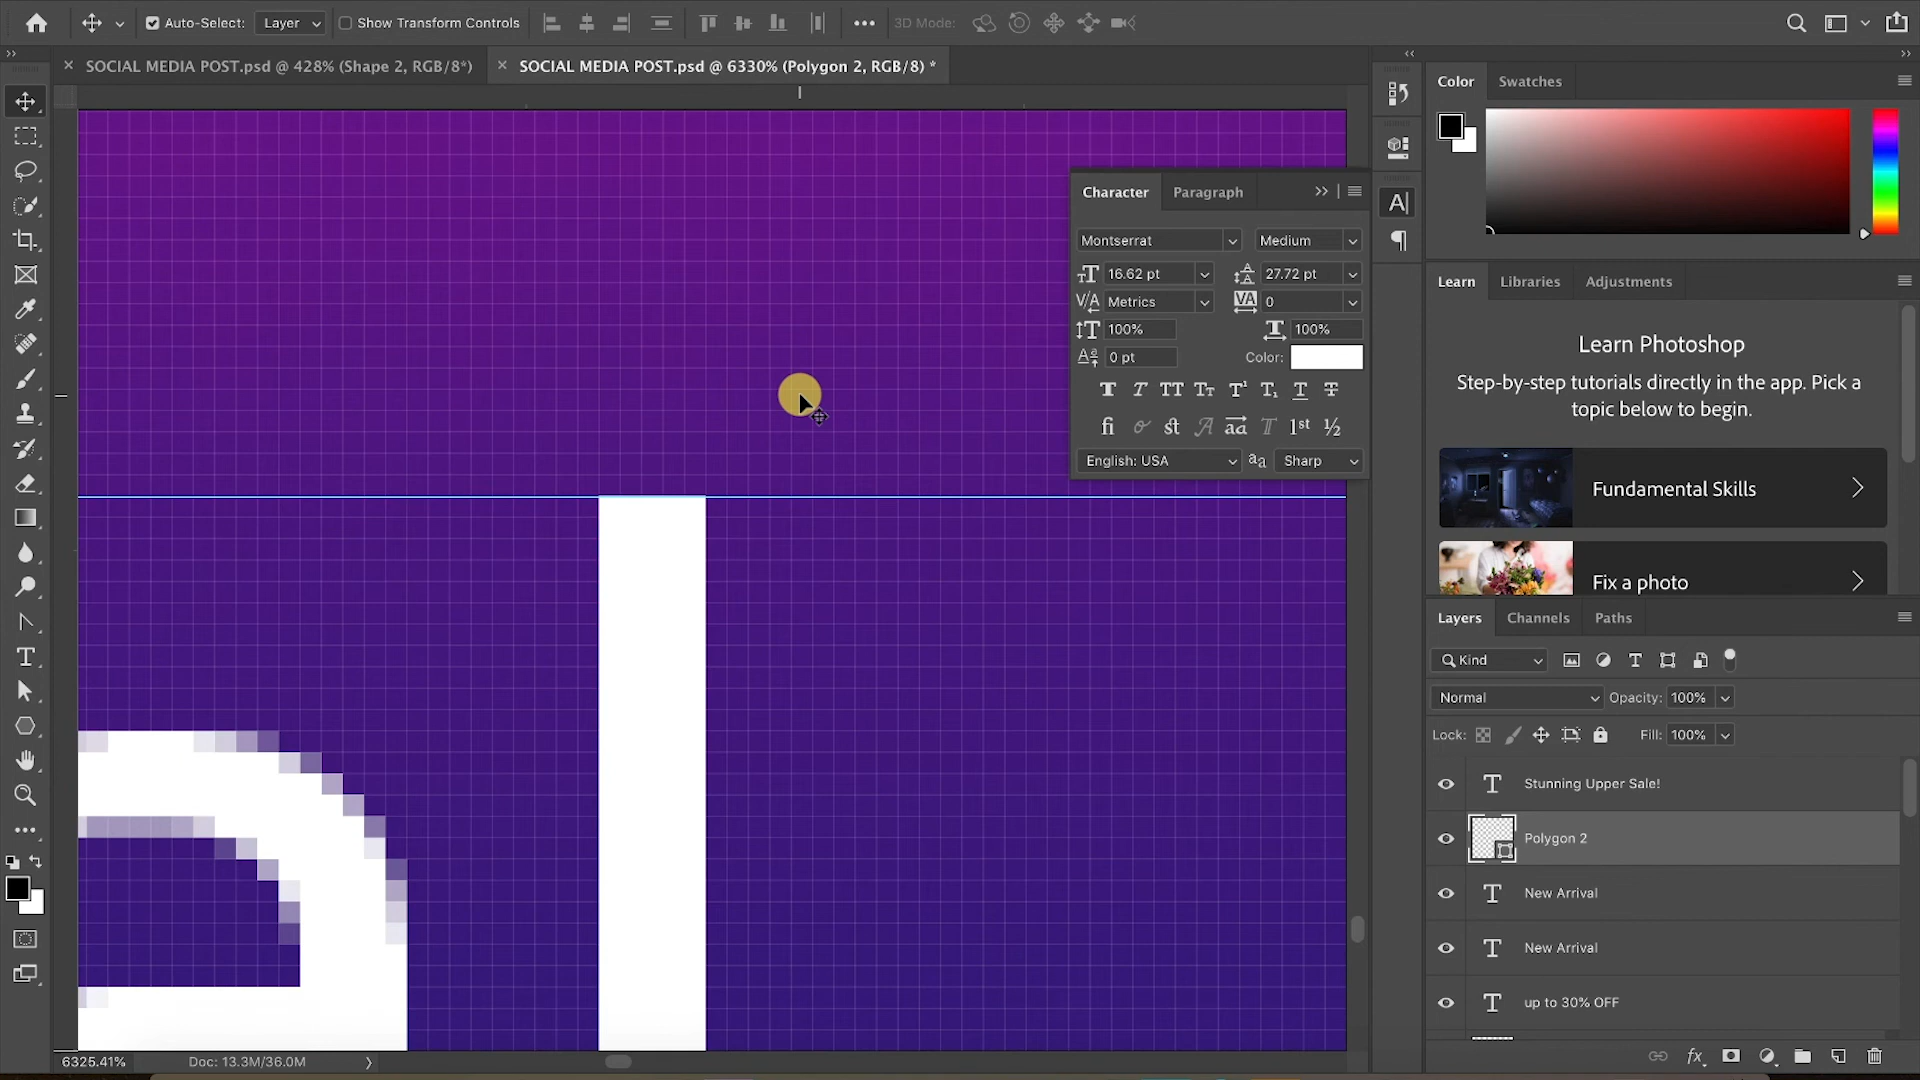 Auto-Select: Layer Show Transform Controls 3D Mode:
SOCIAL MEDIA POST.psd @ 428% (Shape 2, RGB/8*)
SOCIAL MEDIA POST.psd @ 6330% (Polygon 2, RGB/8) *
Color Swatches
Character Paragraph
Montserrat Medium
16.62 pt 27.72 pt
Metrics 0
100% 100%
0 pt Color:
English: USA Sharp
Learn Libraries Adjustments
Learn Photoshop
Step-by-step tutorials directly in the app. Pick a
topic below to begin.
Fundamental Skills
Fix a photo
Layers Channels Paths
Kind
Normal Opacity: 100%
Lock: Fill: 100%
Stunning Upper Sale!
Polygon 2
New Arrival
New Arrival
up to 30% OFF
6325.41% Doc: 13.3M/36.0M